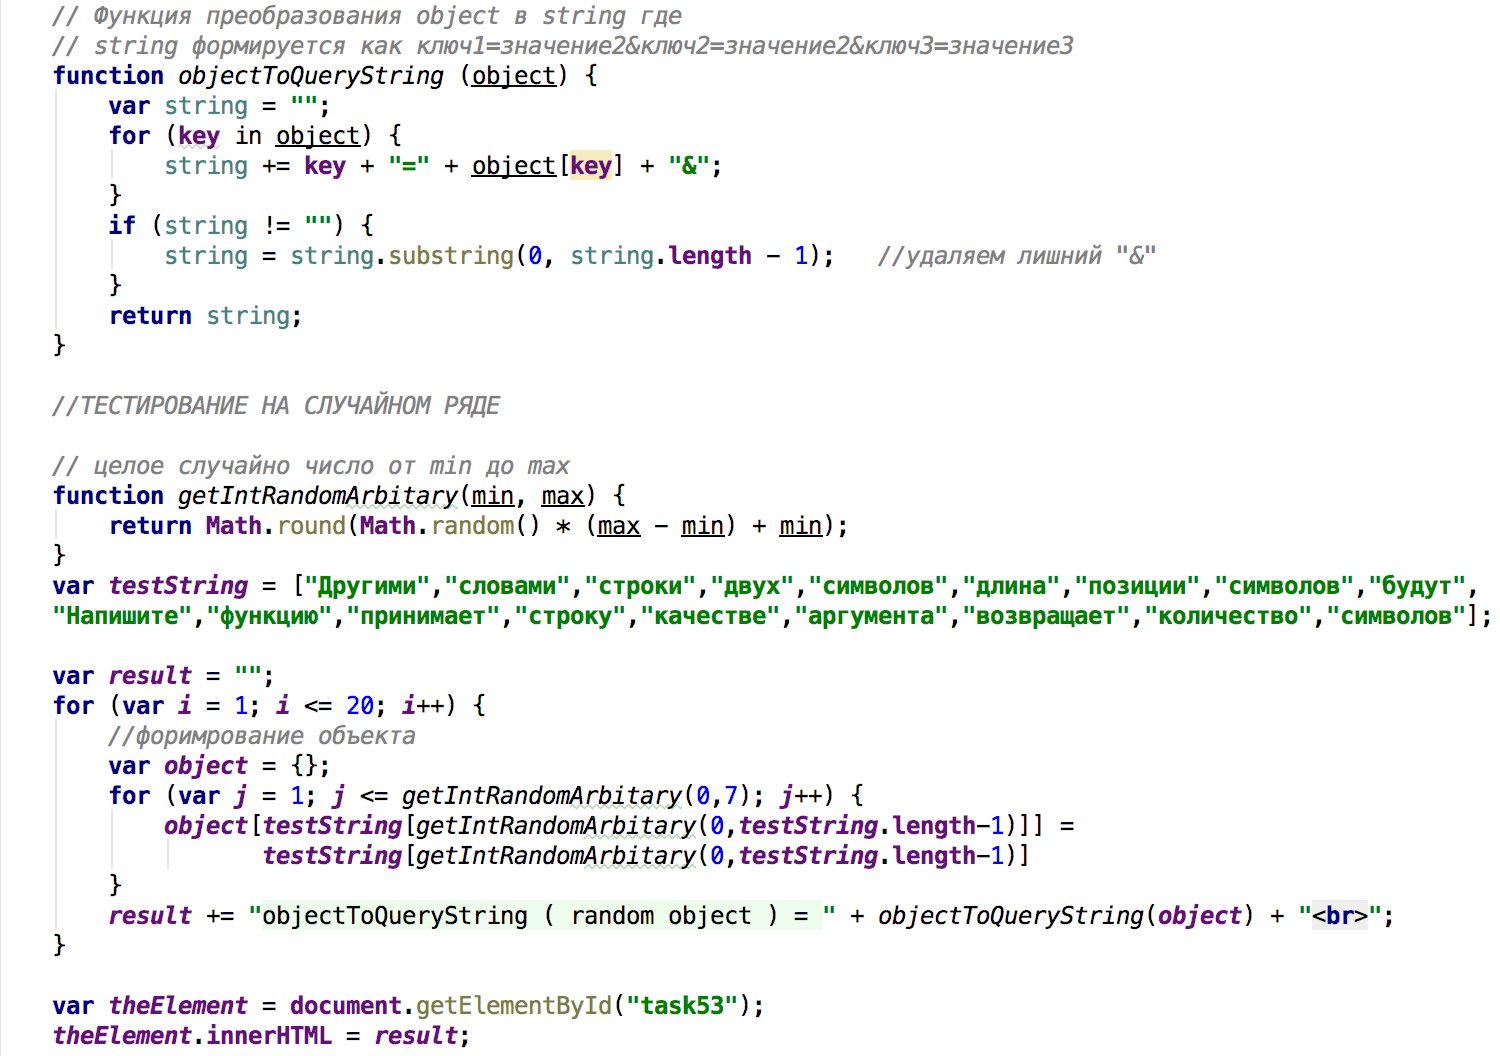 // Функция преобразования object в string где
// string формируется как ключ1=значение2&ключ2=значение2&ключ3=значение3
function objectToQueryString (object) {
    var string = "";
    for (key in object) {
        string += key + "=" + object[key] + "&";
    }
    if (string != "") {
        string = string.substring(0, string.length - 1);   //удаляем лишний "&"
    }
    return string;
}

//ТЕСТИРОВАНИЕ НА СЛУЧАЙНОМ РЯДЕ

// целое случайно число от min до max
function getIntRandomArbitary(min, max) {
    return Math.round(Math.random() * (max - min) + min);
}
var testString = ["Другими","словами","строки","двух","символов","длина","позиции","символов","будут",
"Напишите","функцию","принимает","строку","качестве","аргумента","возвращает","количество","символов"];

var result = "";
for (var i = 1; i <= 20; i++) {
    //форимрование объекта
    var object = {};
    for (var j = 1; j <= getIntRandomArbitary(0,7); j++) {
        object[testString[getIntRandomArbitary(0,testString.length-1)]] =
               testString[getIntRandomArbitary(0,testString.length-1)]
    }
    result += "objectToQueryString ( random object ) = " + objectToQueryString(object) + "<br>";
}

var theElement = document.getElementById("task53");
theElement.innerHTML = result;